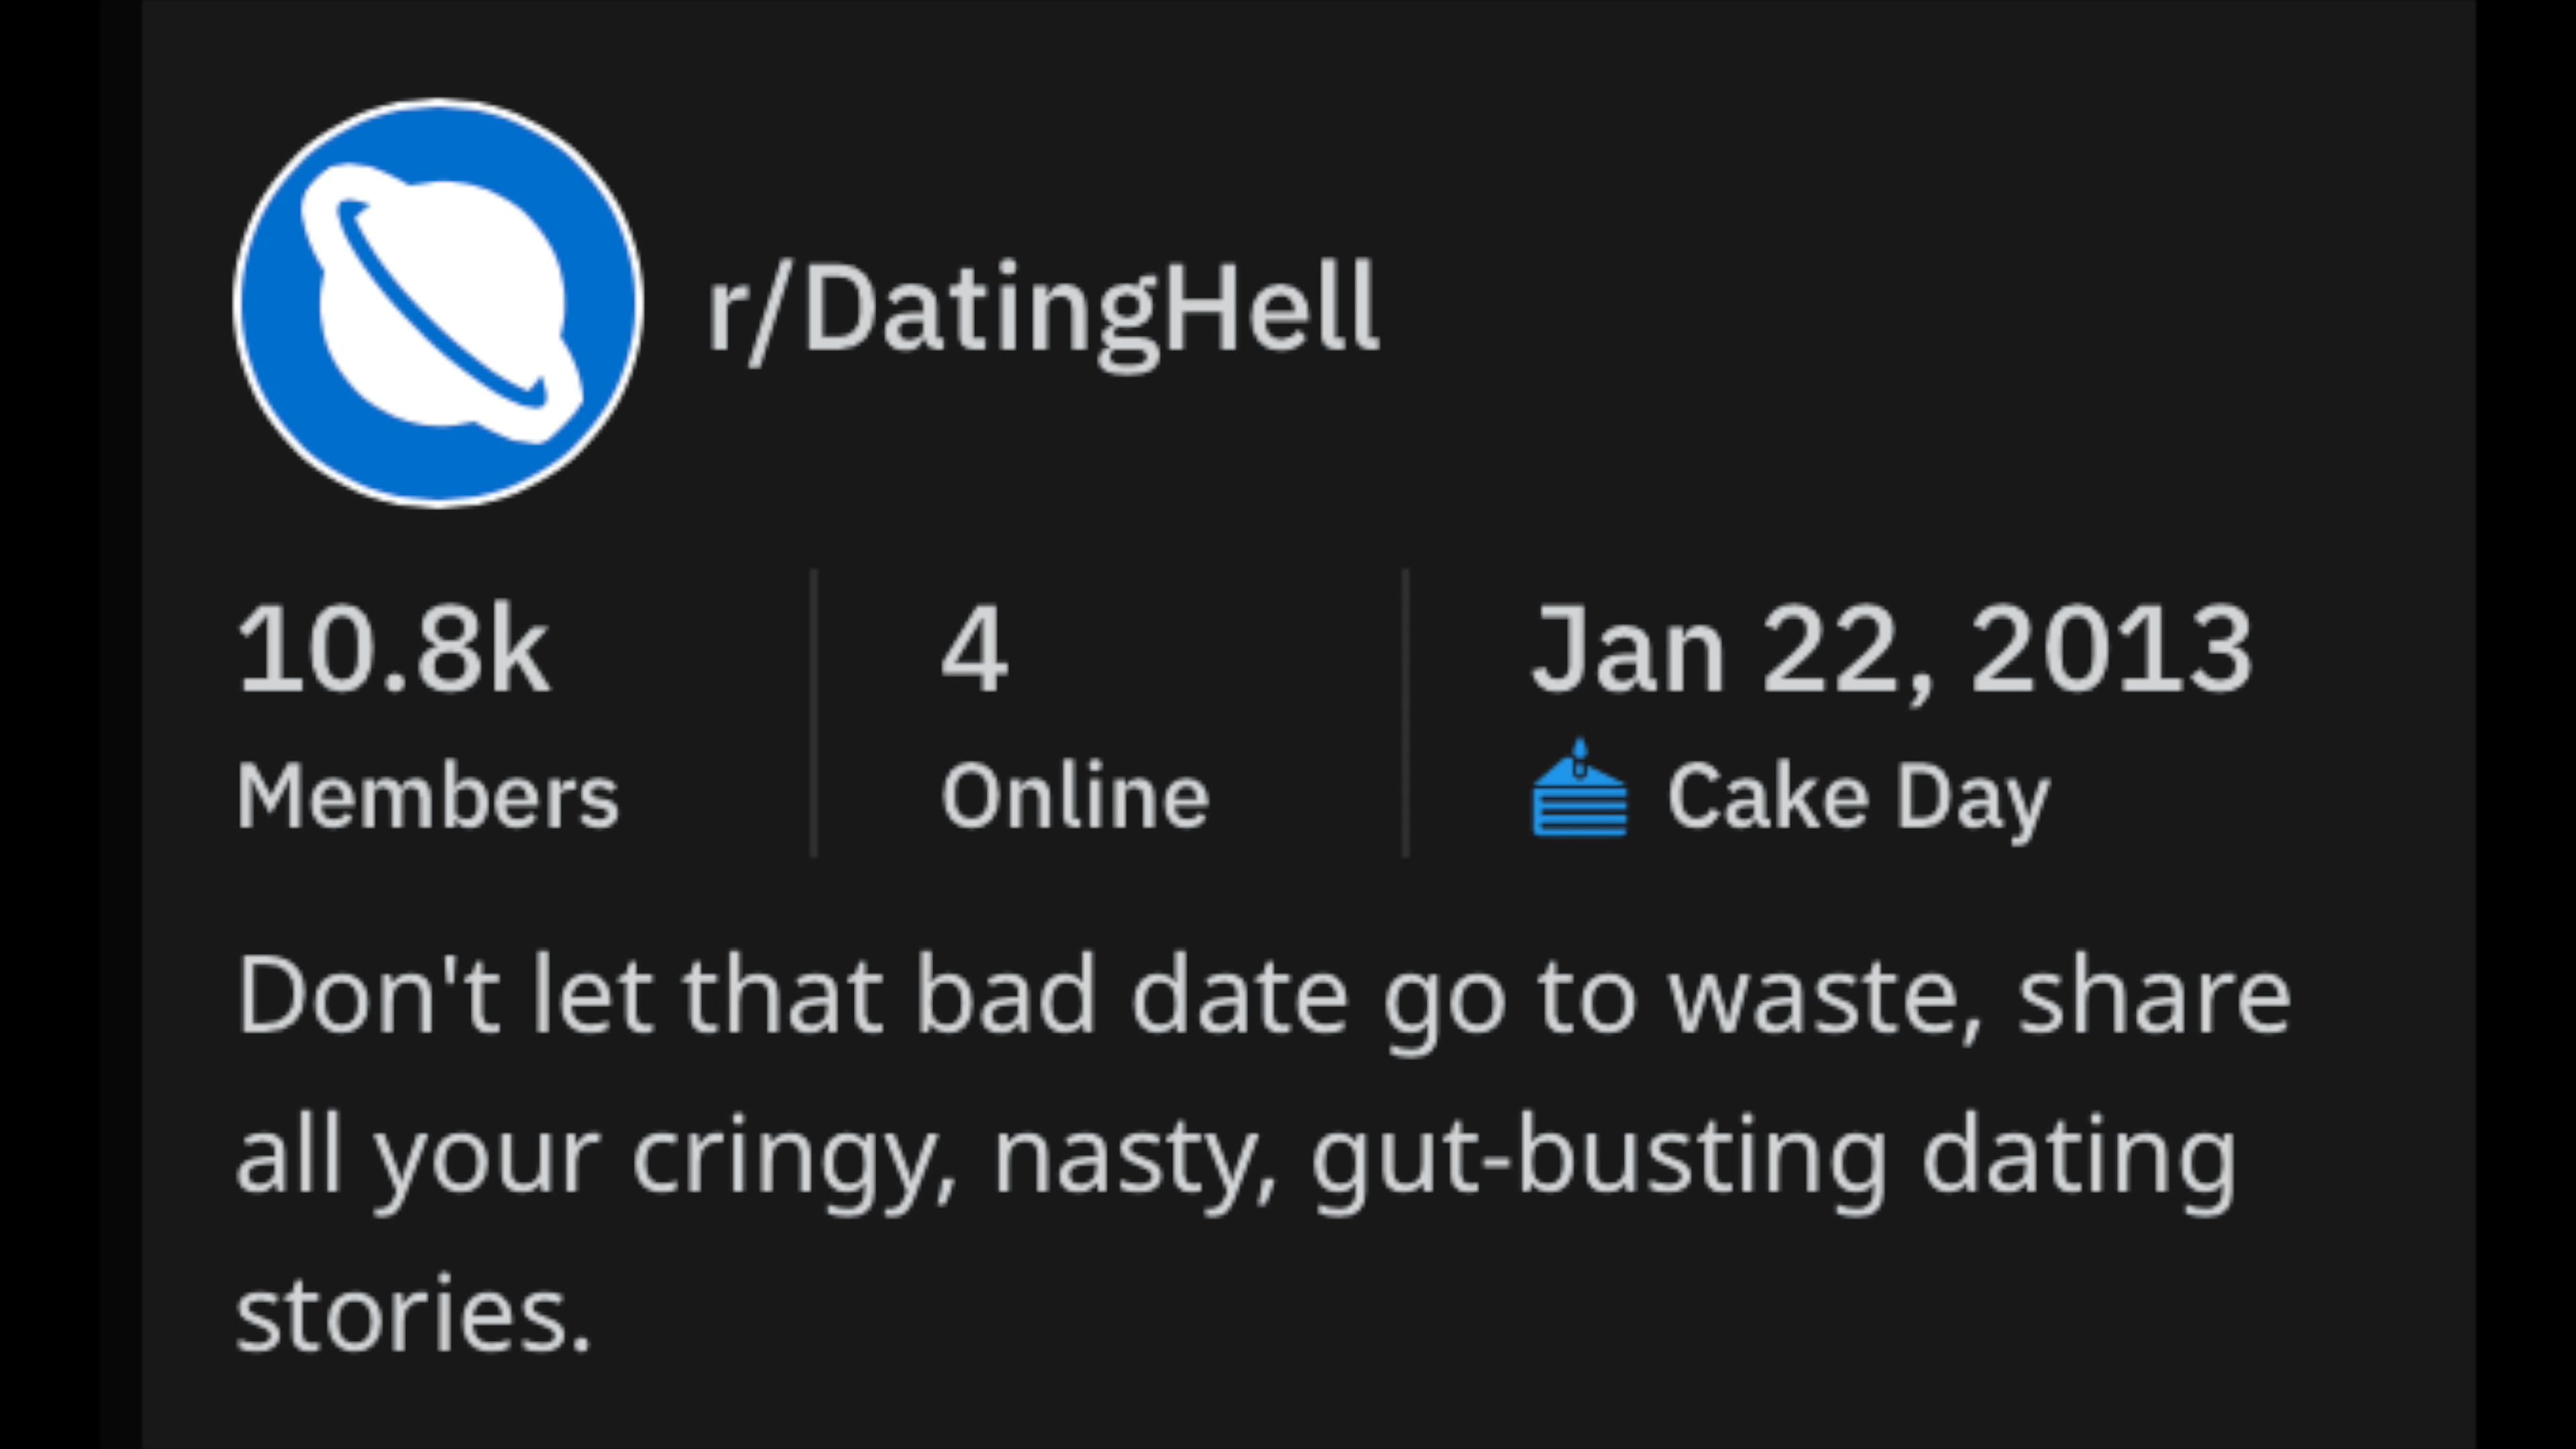 r/DatingHell
10.8k
Members
4
Online
Jan 22, 2013
Cake Day
Don't let that bad date go to waste, share
all your cringy, nasty, gut-busting dating
stories.